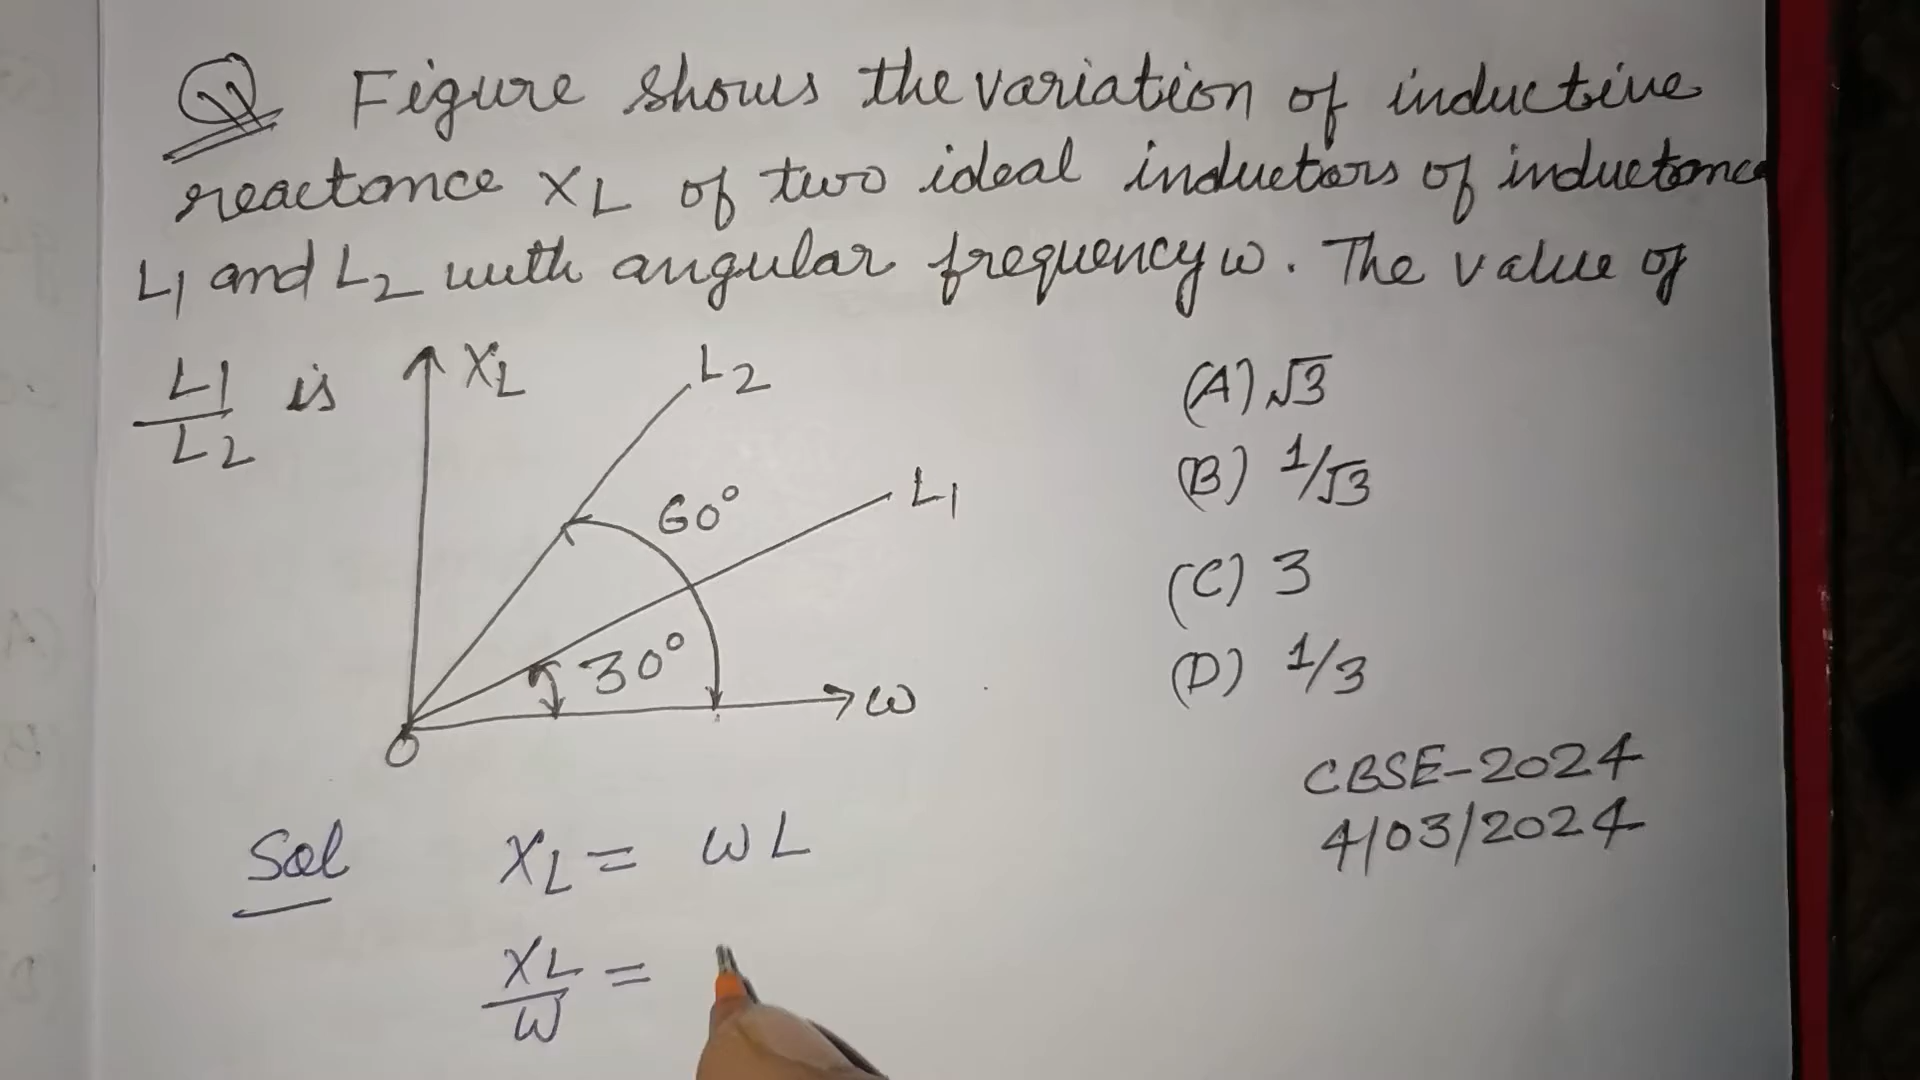 Q Figure shows the variation of inductive
reactance XL of two ideal inductors of inductance
L1 and L2 with angular frequency ω. The value of
L1/L2 is
XL
L2
L1
60°
30°
ω
O
(A) √3
(B) 1/√3
(C) 3
(D) 1/3
CBSE-2024
4/03/2024
Sol XL = ωL
XL/ω =